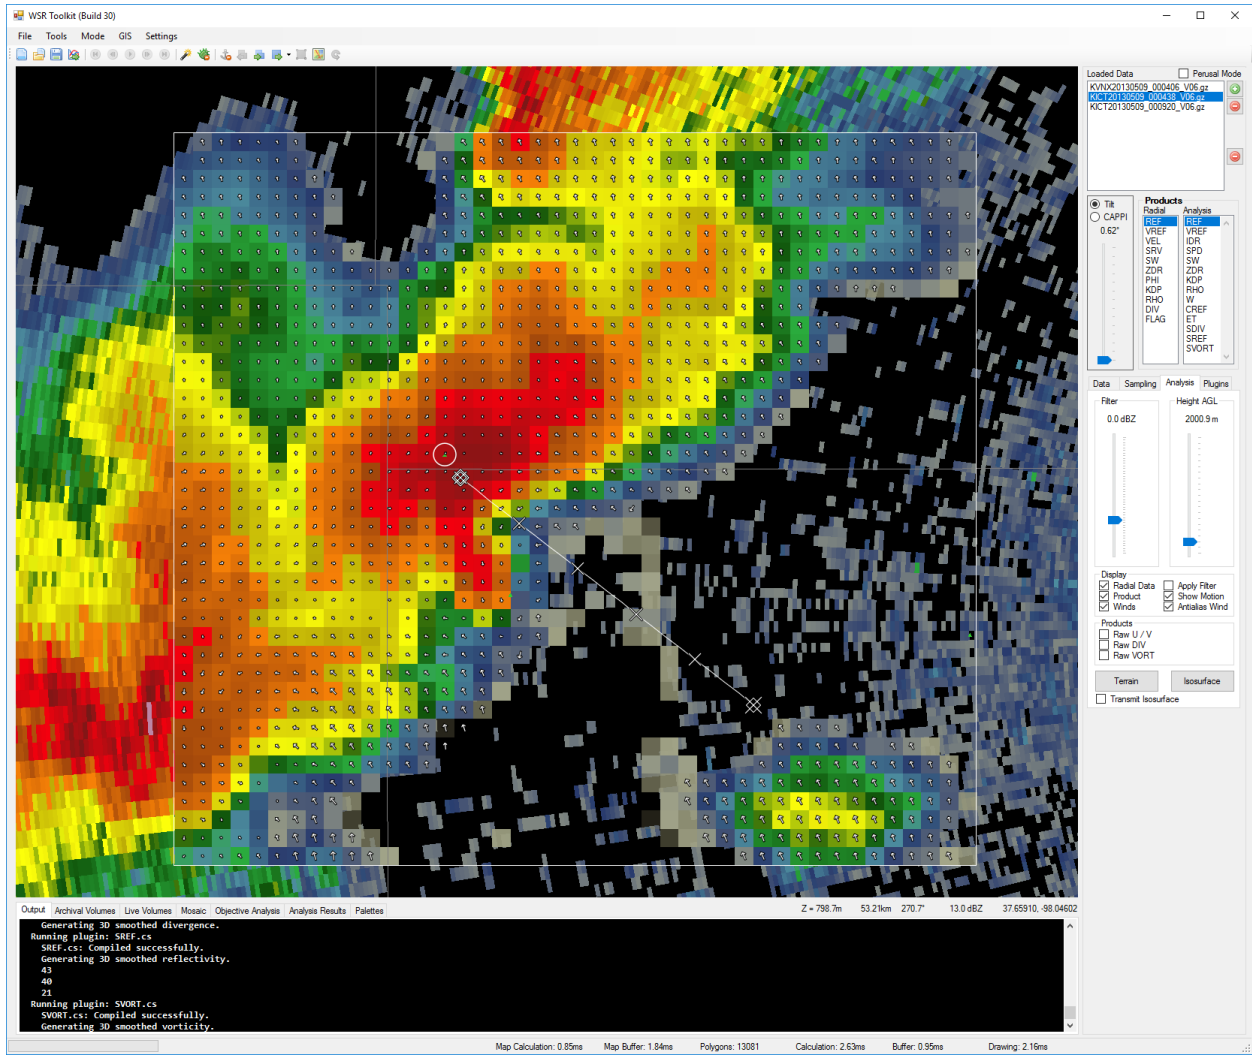 WSR Toolkit (Build 30)
File Tools Mode GIS Settings
Loaded Data Perusal Mode
KVNX20130509_000406_V06.gz
KICT20130509_000438_V06.gz
KICT20130509_000920_V06.gz
Tilt
CAPPI
0.62°
Products
Radial Analysis
REF REF
VREF VREF
VEL IDR
SRV SPD
SW SW
ZDR ZDR
PHI KDP
KDP RHO
RHO W
DIV CREF
FLAG ET
SDIV
SREF
SVORT
Data Sampling Analysis Plugins
Filter Height AGL
0.0 dBZ 2000.9 m
Display
Radial Data Apply Filter
Product Show Motion
Winds Antialias Wind
Products
Raw U / V
Raw DIV
Raw VORT
Terrain Isosurface
Transmit Isosurface
Output Archival Volumes Live Volumes Mosaic Objective Analysis Analysis Results Palettes
Z = 798.7m 53.21km 270.7° 13.0 dBZ 37.65910, -98.04602
Generating 3D smoothed divergence.
Running plugin: SREF.cs
SREF.cs: Compiled successfully.
Generating 3D smoothed reflectivity.
43
40
21
Running plugin: SVORT.cs
SVORT.cs: Compiled successfully.
Generating 3D smoothed vorticity.
Map Calculation: 0.85ms Map Buffer: 1.84ms Polygons: 13081 Calculation: 2.63ms Buffer: 0.95ms Drawing: 2.16ms